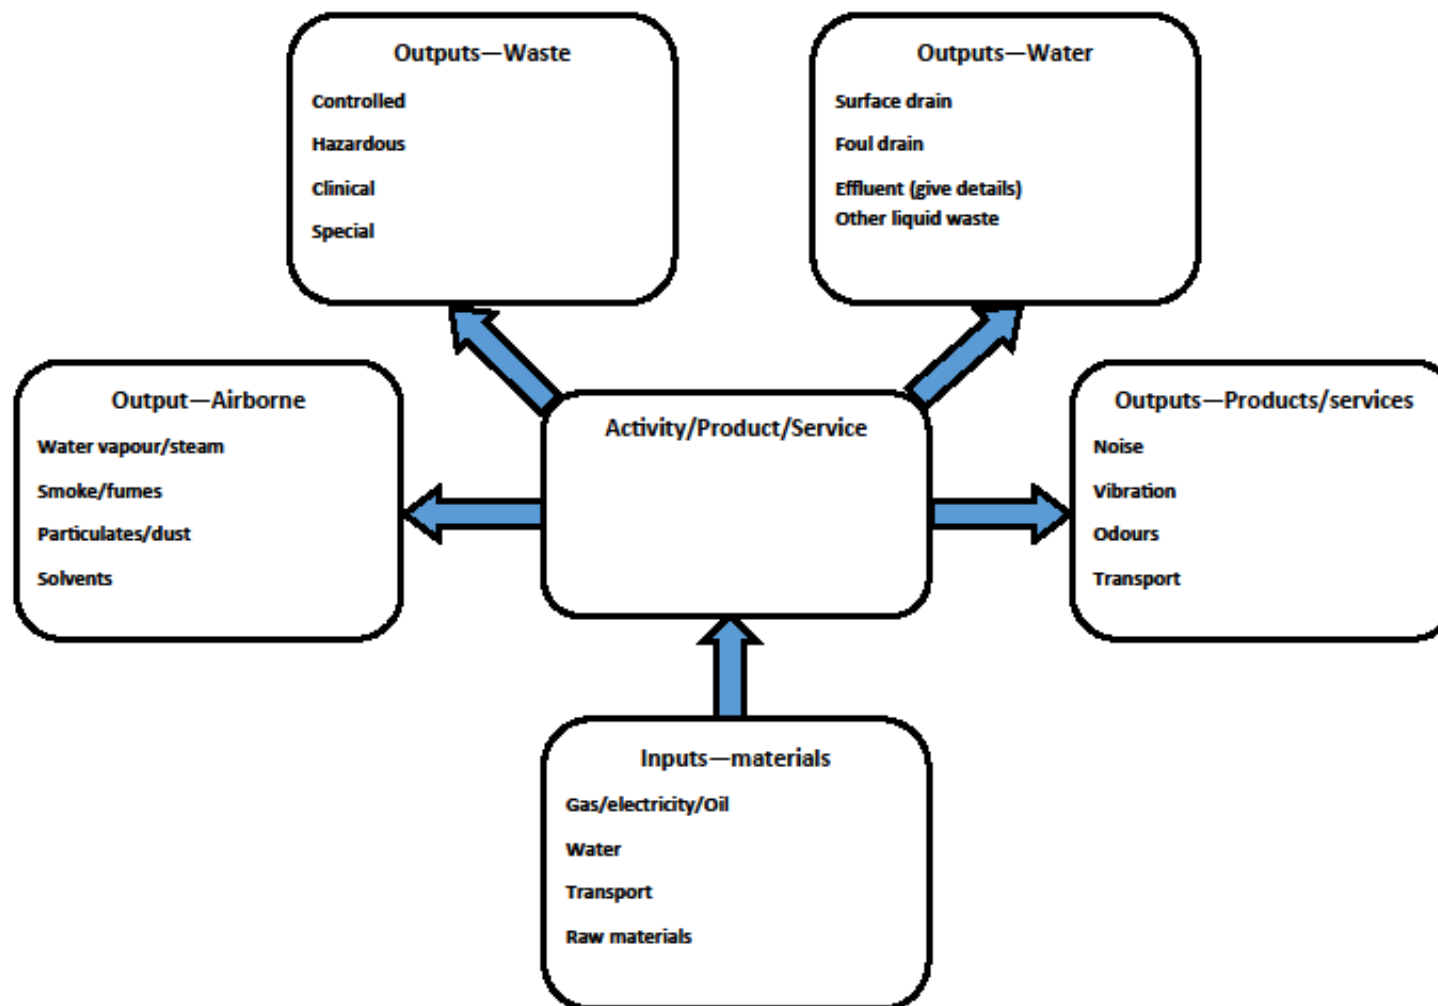 Outputs—Waste
Controlled
Hazardous
Clinical
Special
Outputs—Water
Surface drain
Foul drain
Effluent (give details)
Other liquid waste
Output—Airborne
Water vapour/steam
Smoke/fumes
Particulates/dust
Solvents
Activity/Product/Service
Outputs—Products/services
Noise
Vibration
Odours
Transport
Inputs—materials
Gas/electricity/Oil
Water
Transport
Raw materials